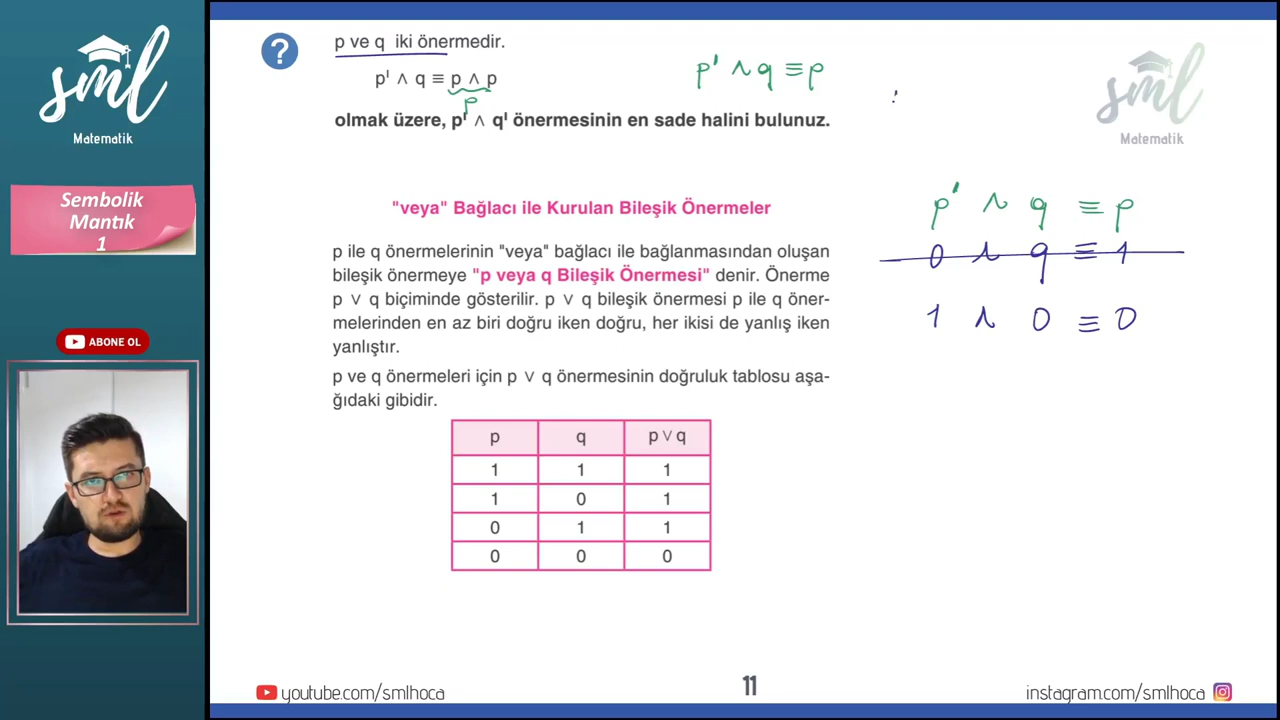 sml
Matematik
Sembolik
Mantık
1
ABONE OL
p ve q iki önermedir.
pı ∧ q ≡ p ∧ p
p
olmak üzere, pı ∧ qı önermesinin en sade halini bulunuz.
p' ∧ q ≡ p
sml
Matematik
p' ∧ q ≡ p
0 ∧ q ≡ 1
1 ∧ 0 ≡ 0
"veya" Bağlacı ile Kurulan Bileşik Önermeler
p ile q önermelerinin "veya" bağlacı ile bağlanmasından oluşan
bileşik önermeye "p veya q Bileşik Önermesi" denir. Önerme
p ∨ q biçiminde gösterilir. p ∨ q bileşik önermesi p ile q öner-
melerinden en az biri doğru iken doğru, her ikisi de yanlış iken
yanlıştır.
p ve q önermeleri için p ∨ q önermesinin doğruluk tablosu aşa-
ğıdaki gibidir.
p q p ∨ q
1 1 1
1 0 1
0 1 1
0 0 0
youtube.com/smlhoca
11
instagram.com/smlhoca